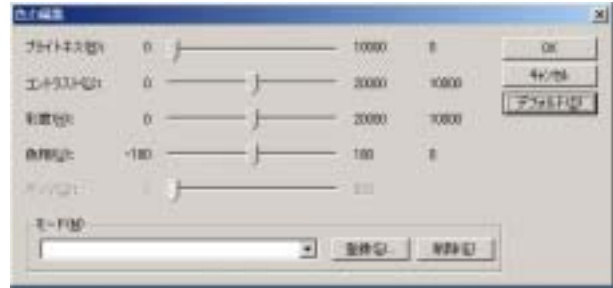 色の編集
ブライトネス(B): 0 10000 0
コントラスト(C): 0 20000 10000
彩度(S): 0 20000 10000
色相(U): -180 180 0
モード(M)
登録(E)... 削除(E)
OK
キャンセル
デフォルト(D)